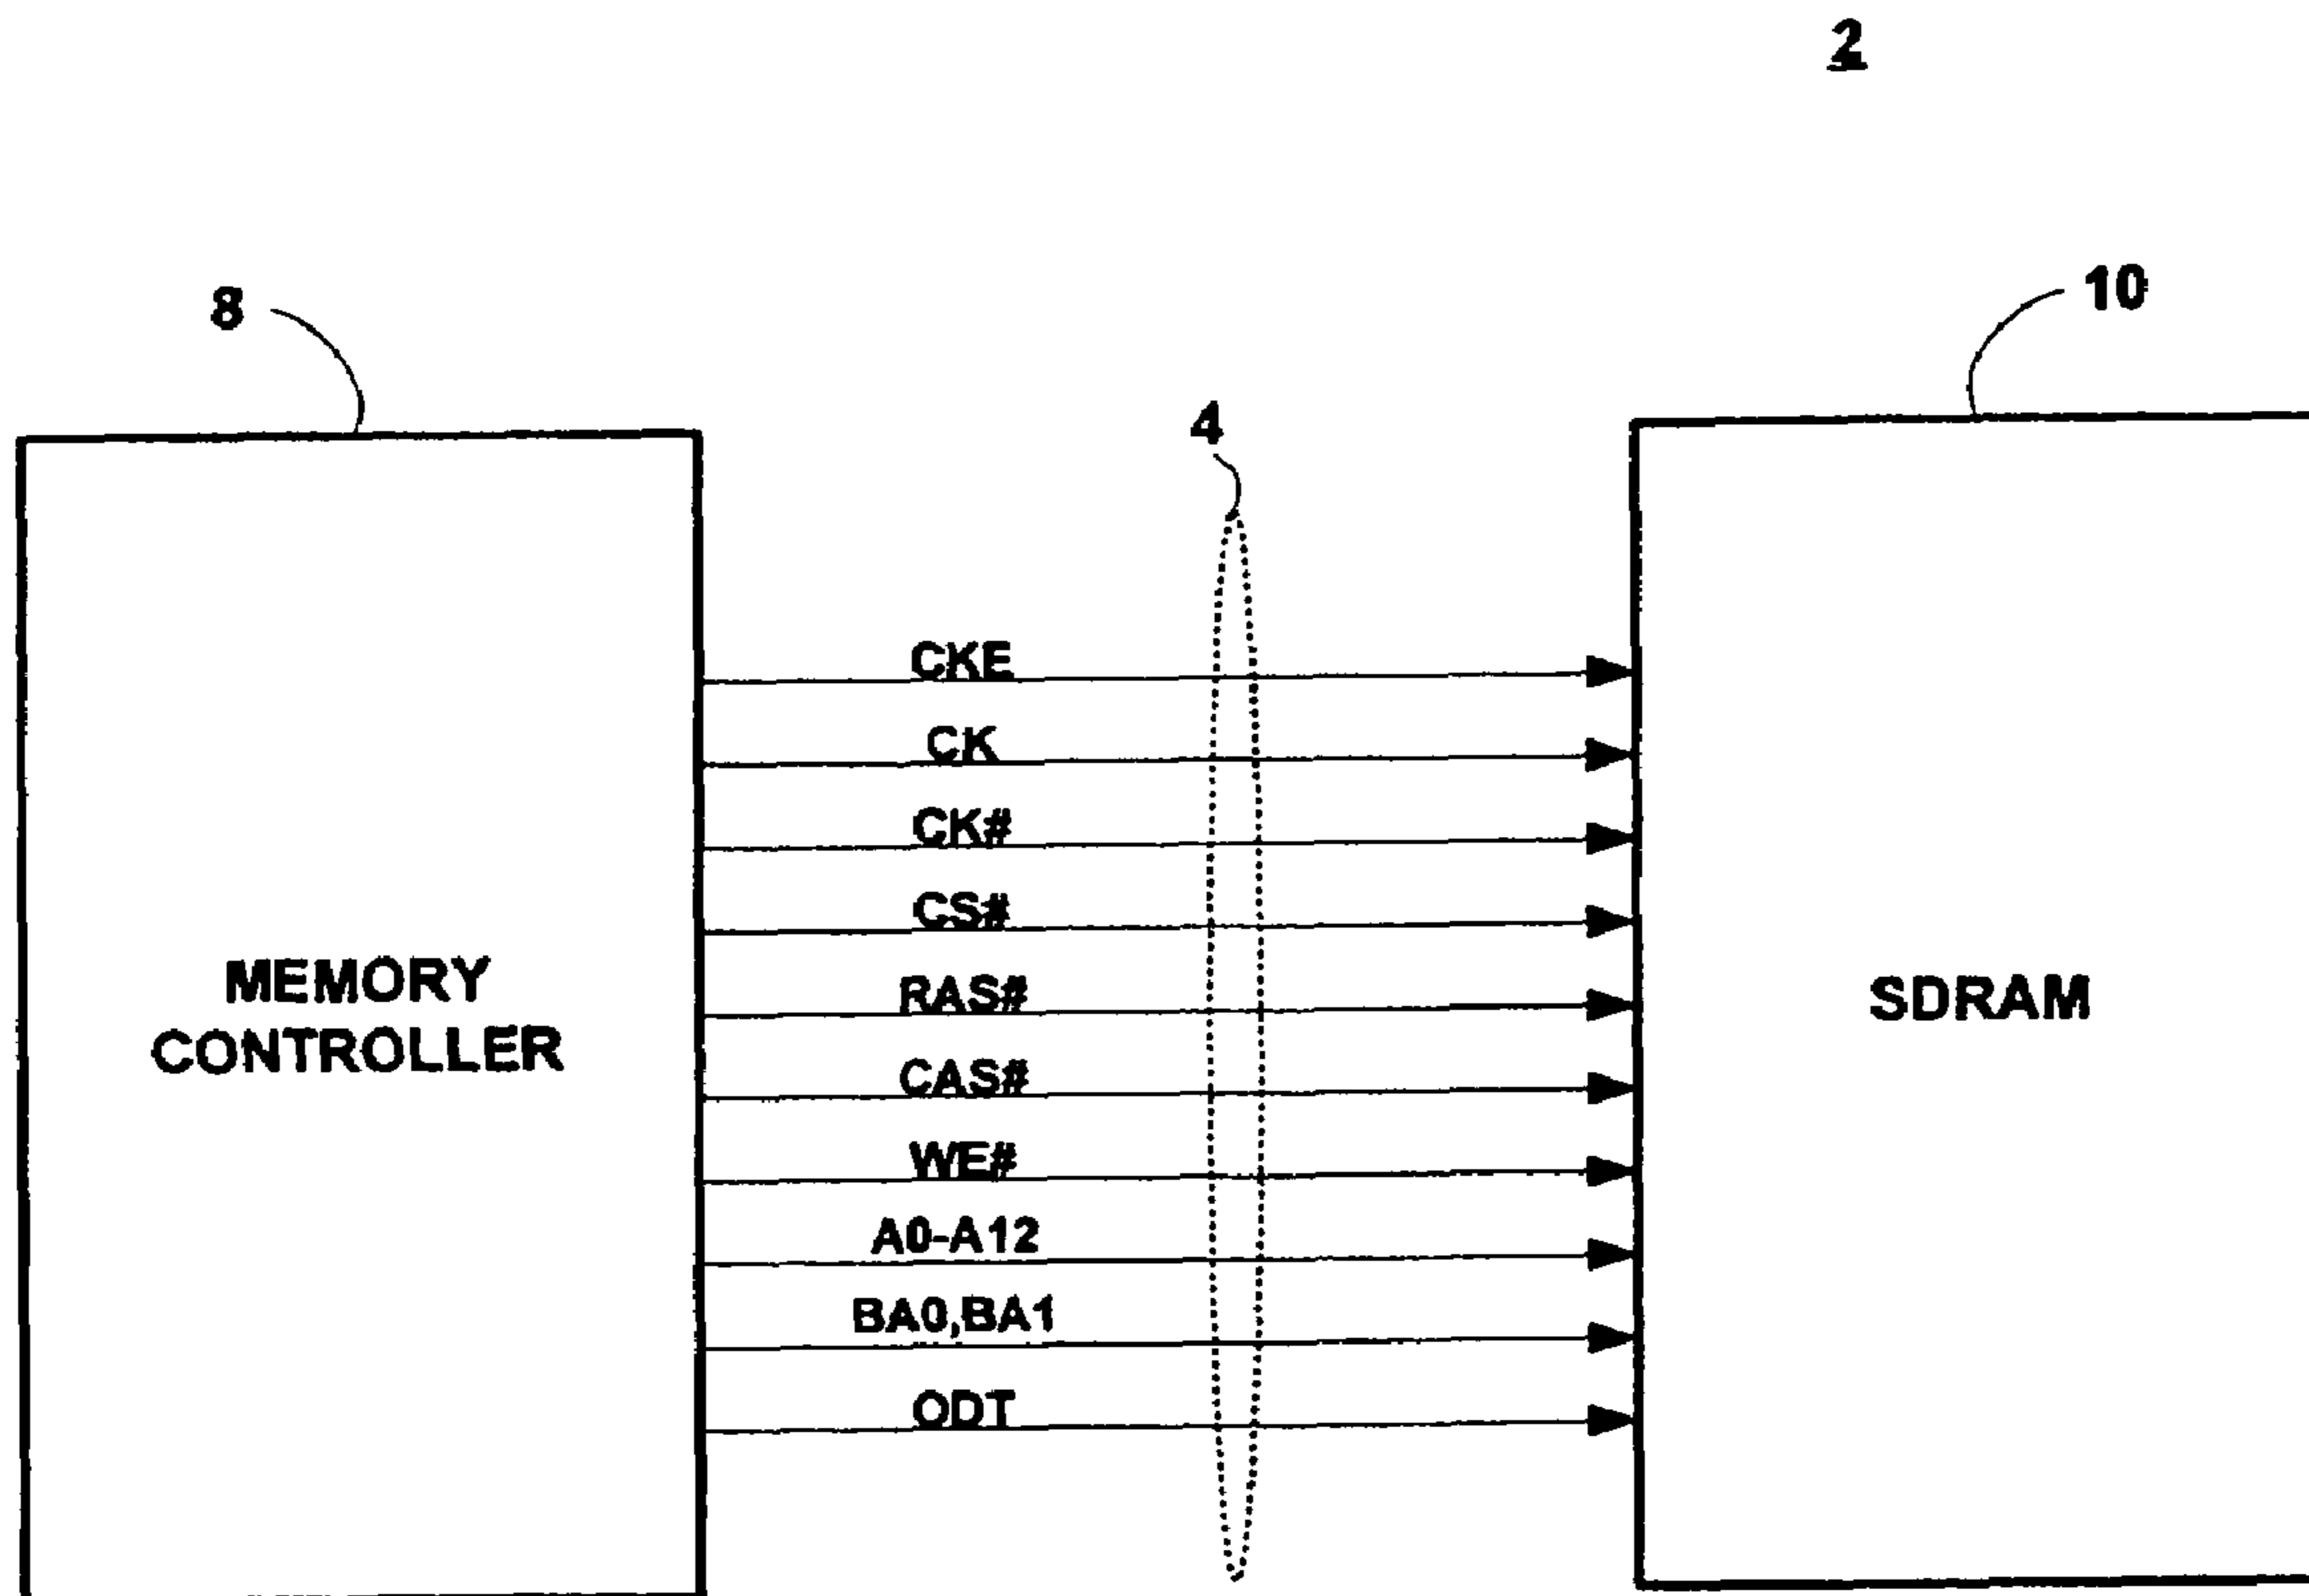 2
8
10
4
CKE
CK
CK#
CS#
RAS#
CAS#
WE#
A0-A12
BA0,BA1
ODT
MEMORY
CONTROLLER
SDRAM